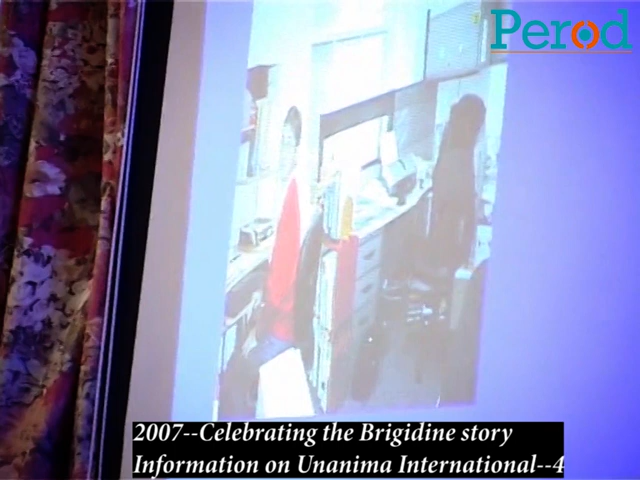 Perod
2007--Celebrating the Brigidine story
Information on Unanima International--4